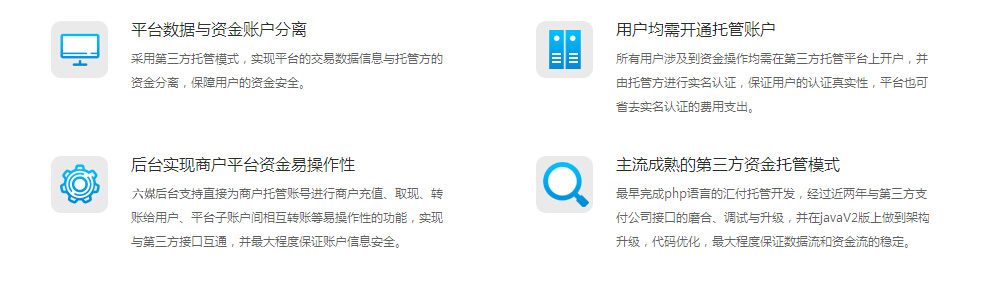 平台数据与资金账户分离
采用第三方托管模式，实现平台的交易数据信息与托管方的
资金分离，保障用户的资金安全。
用户均需开通托管账户
所有用户涉及到资金操作均需在第三方托管平台上开户，并
由托管方进行实名认证，保证用户的认证真实性，平台也可
省去实名认证的费用支出。
后台实现商户平台资金易操作性
六媒后台支持直接为商户托管账号进行商户充值、取现、转
账给用户、平台子账户间相互转账等易操作性的功能，实现
与第三方接口互通，并最大程度保证账户信息安全。
主流成熟的第三方资金托管模式
最早完成php语言的汇付托管开发，经过近两年与第三方支
付公司接口的磨合、调试与升级，并在javaV2版上做到架构
升级，代码优化，最大程度保证数据流和资金流的稳定。